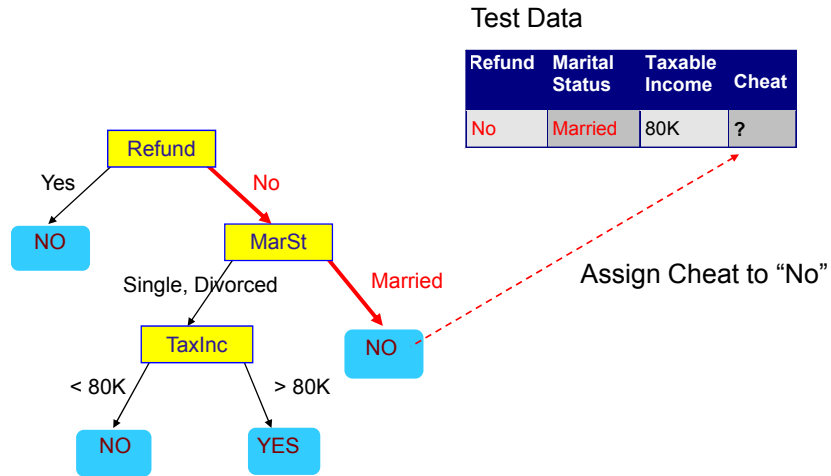 Test Data
Refund Marital Status Taxable Income Cheat
No Married 80K ?
Refund
Yes No
NO MarSt
Single, Divorced Married
Assign Cheat to “No”
TaxInc NO
< 80K > 80K
NO YES